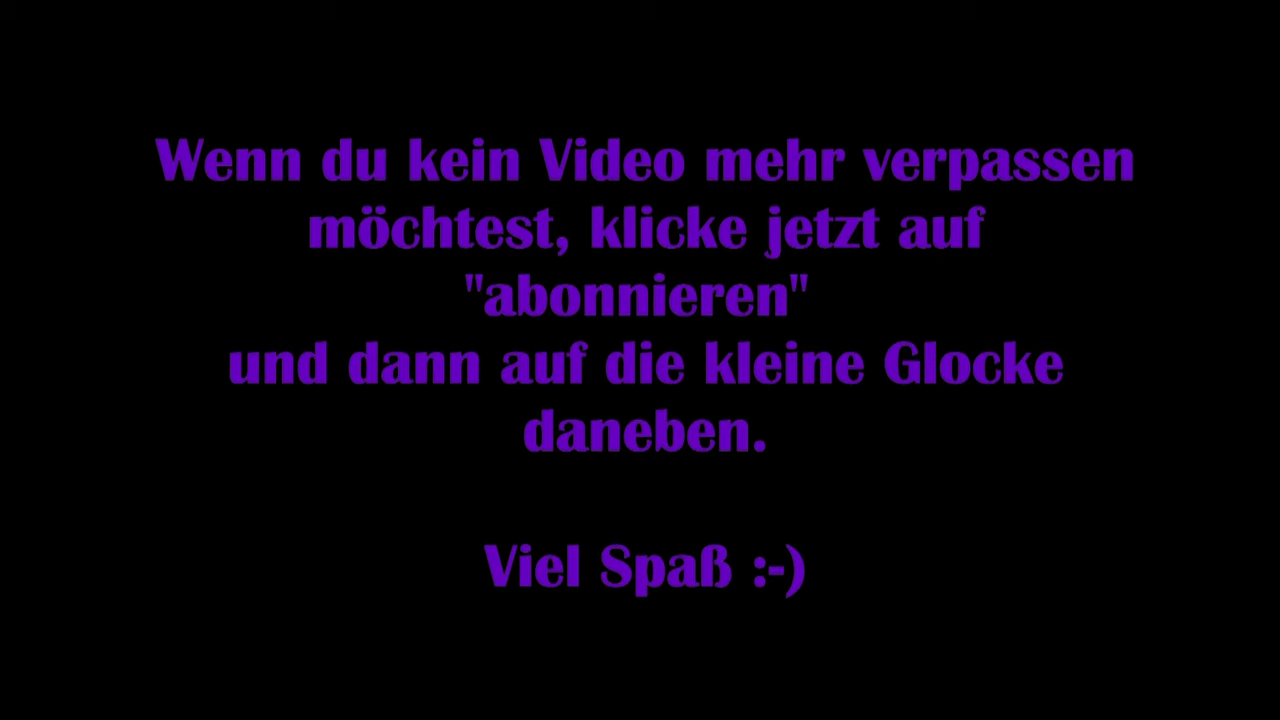 Wenn du kein Video mehr verpassen
möchtest, klicke jetzt auf
"abonnieren"
und dann auf die kleine Glocke
daneben.
Viel Spaß :-)